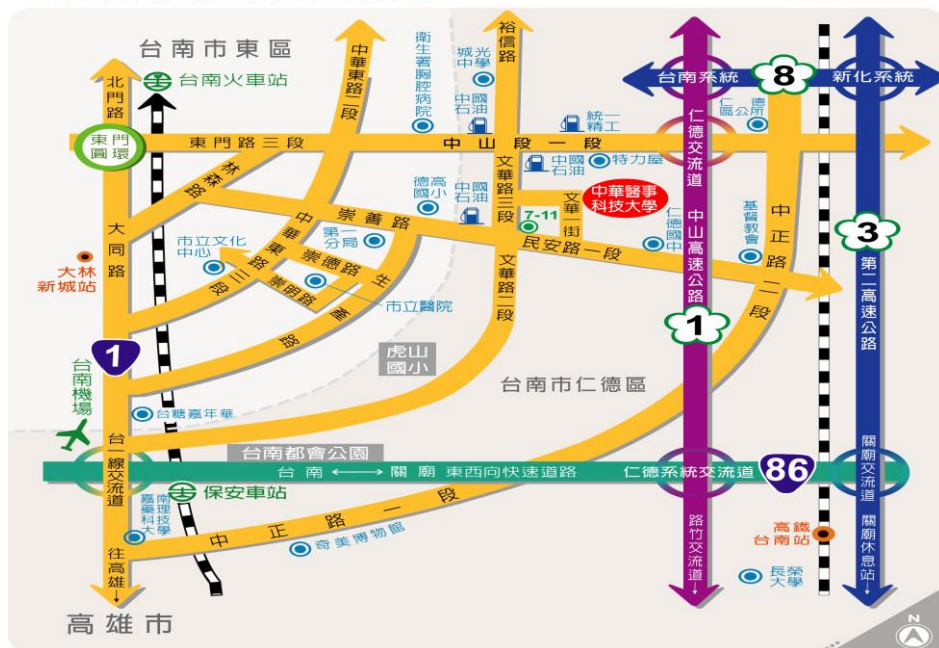 台南市東區
台南火車站
北門路
中華東路二段
衛生署胸腔病院
城光
中學
中國
石油
裕信路
台南系統
8
新化系統
仁德
區公所
統一
精工
東門
圓環
東門路三段
中山段一段
仁德交流道
中國
石油
特力屋
林森路
德高
國小
中國
石油
文華路三段
7-11
文華一街
中華醫事
科技大學
大同路
中華東路三段
崇善路
第一
分局
市立文化
中心
崇德路
崇明路
市立醫院
生產路
民安路一段
仁德
國中
基督教會
中正路二段
中山高速公路
3
第二高速公路
大林
新城站
文華路二段
1
1
虎山
國小
台南市仁德區
台南機場
台糖嘉年華
台南都會公園
台一線交流道
台南
關廟
東西向快速道路
仁德系統交流道
86
關廟交流道
保安車站
嘉南
藥理
科技
大學
中正路一段
奇美博物館
路竹交流道
高鐵
台南站
關廟休息站↓
長榮
大學
往高雄↓
高雄市
N